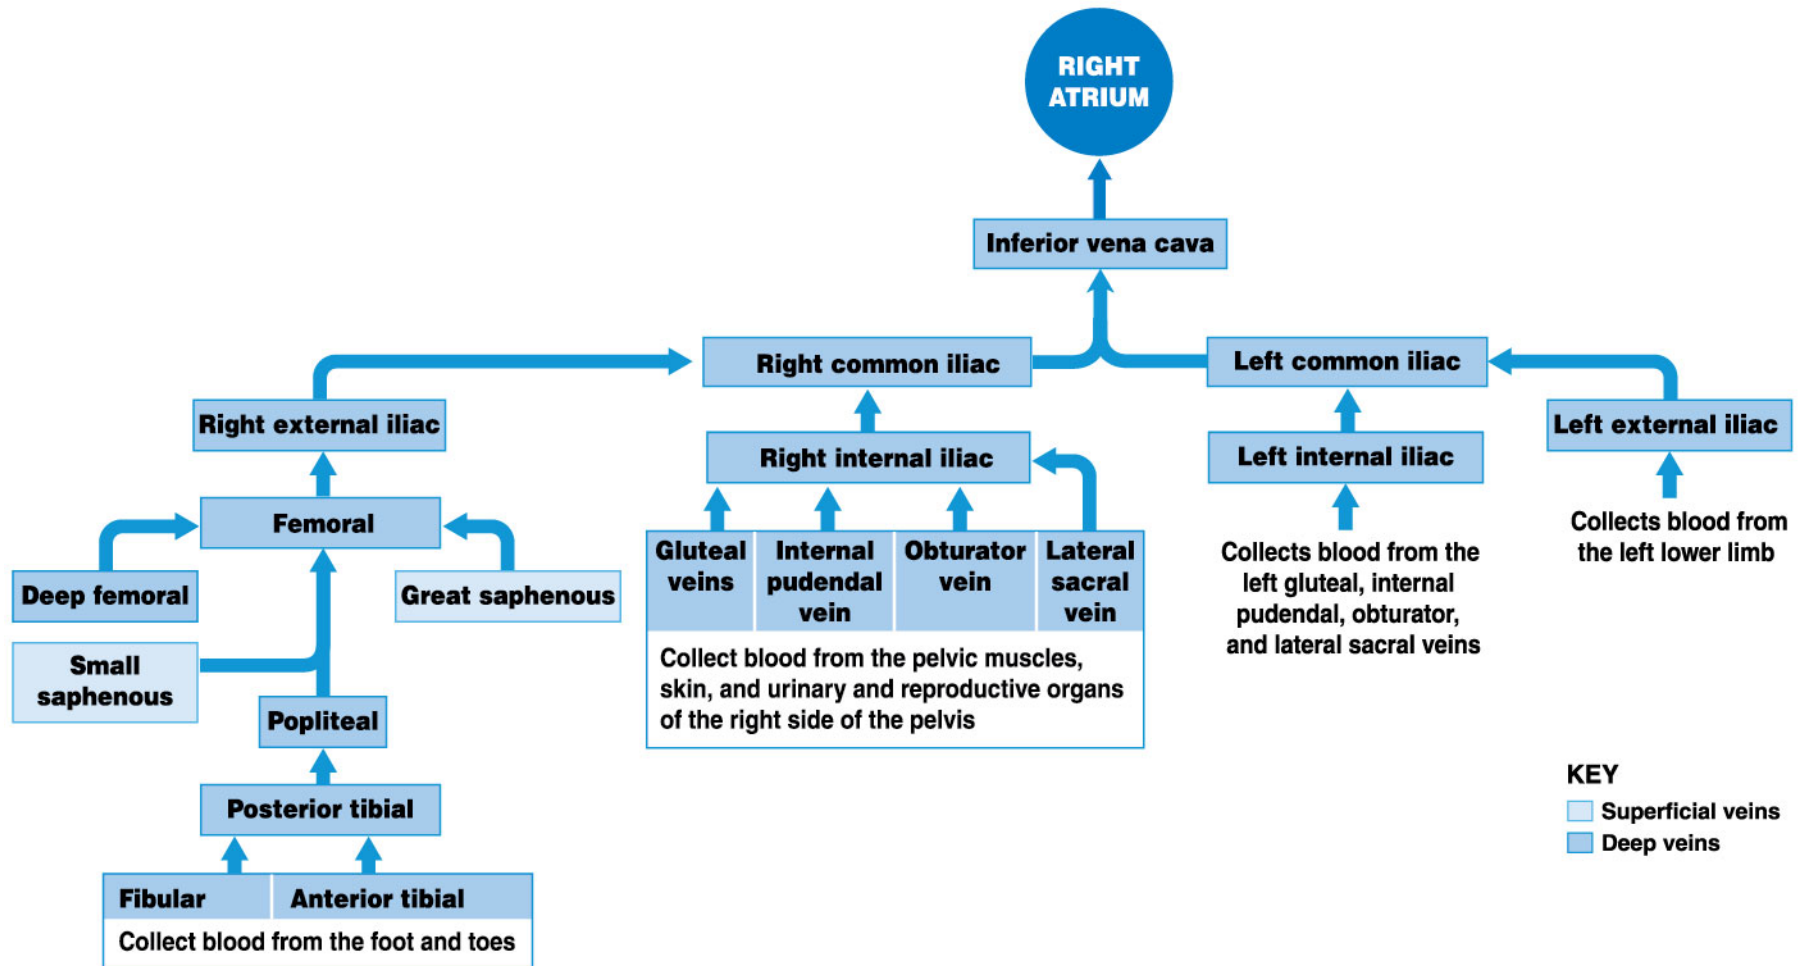 RIGHT
ATRIUM
Inferior vena cava
Right common iliac
Left common iliac
Right external iliac
Left external iliac
Right internal iliac
Left internal iliac
Femoral
Deep femoral
Great saphenous
Small
saphenous
Popliteal
Posterior tibial
Fibular
Anterior tibial
Collect blood from the foot and toes
Gluteal
veins
Internal
pudendal
vein
Obturator
vein
Lateral
sacral
vein
Collect blood from the pelvic muscles,
skin, and urinary and reproductive organs
of the right side of the pelvis
Collects blood from the
left gluteal, internal
pudendal, obturator,
and lateral sacral veins
Collects blood from
the left lower limb
KEY
Superficial veins
Deep veins